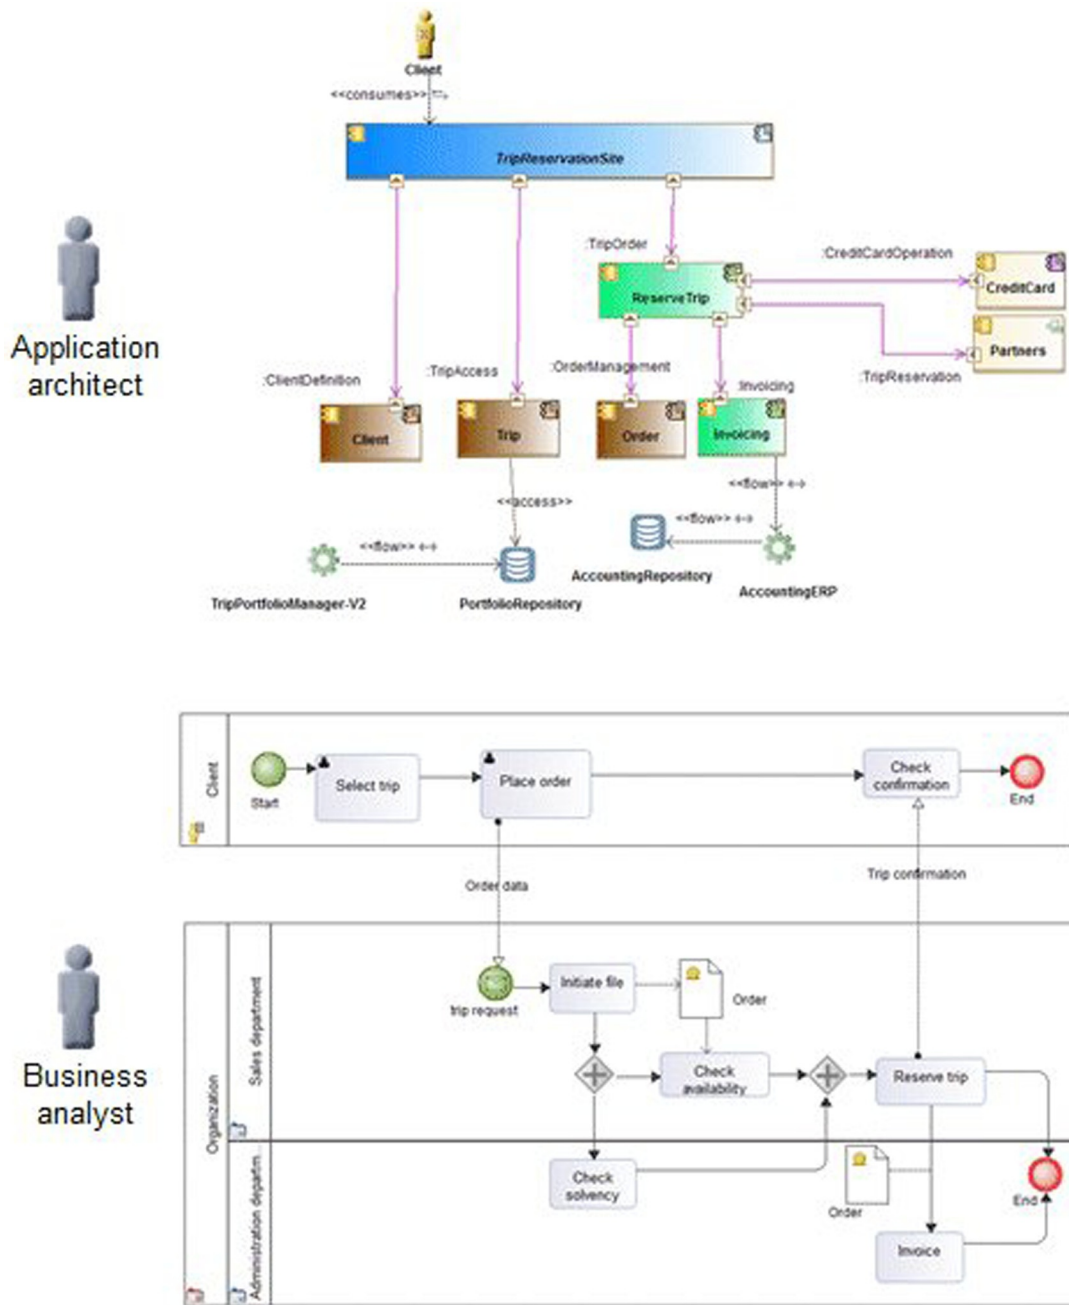 Client
<<consumes>>
TripReservationSite
Application
architect
:TripOrder
:CreditCardOperation
ReserveTrip
CreditCard
Partners
:ClientDefinition
:TripAccess
:OrderManagement
:Invoicing
:TripReservation
Client
Trip
Order
Invoicing
<<access>>
<<flow>>
<<flow>>
<<flow>>
TripPortfolioManager-V2
PortfolioRepository
AccountingRepository
AccountingERP
Client
Start
Select trip
Place order
Check
confirmation
End
Order data
Trip confirmation
Business
analyst
Organization
Sales department
trip request
Initiate file
Order
Check
availability
Reserve trip
Administration departm...
Check
solvency
Order
Invoice
End